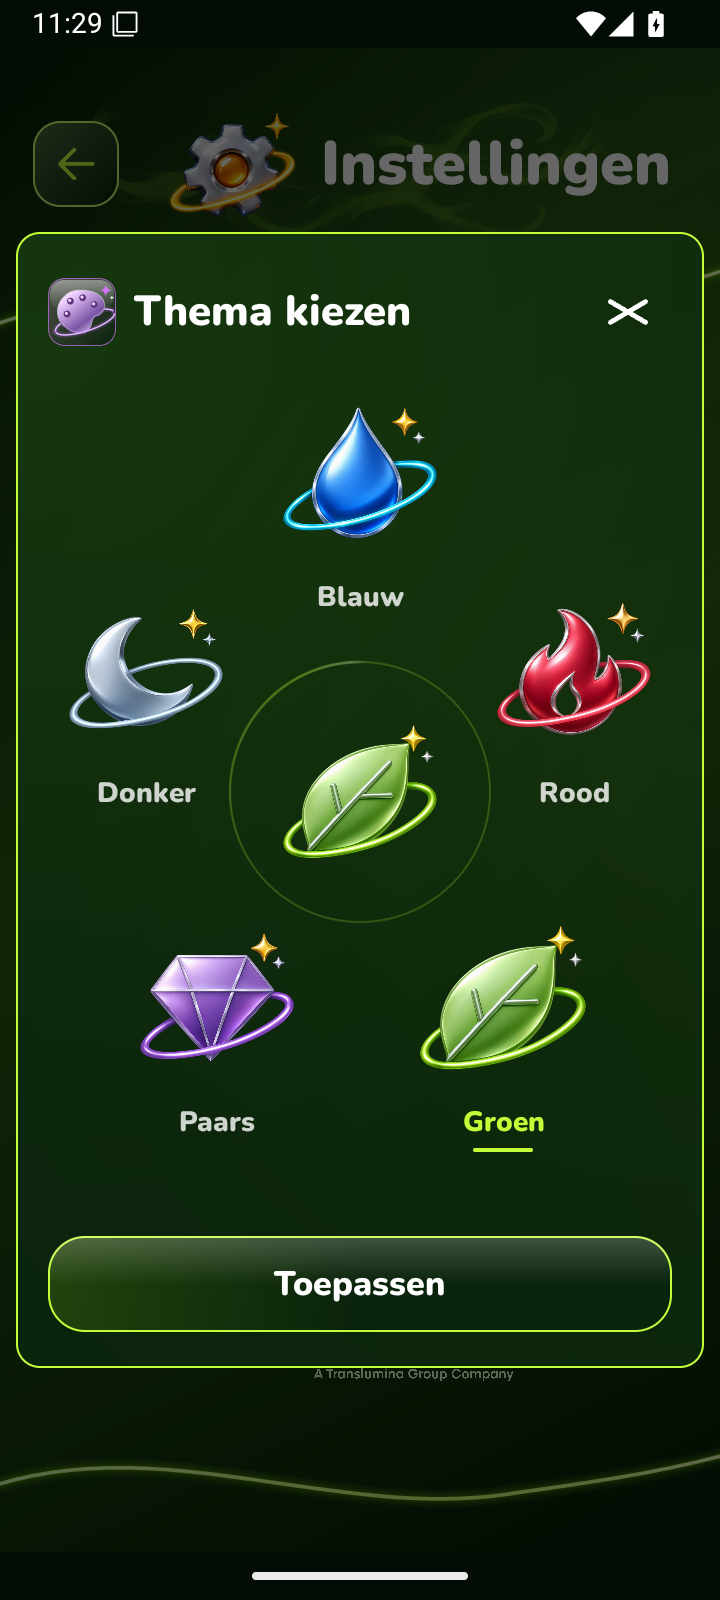 11:29
Instellingen
Thema kiezen
Blauw
Donker
Rood
Paars
Groen
Toepassen
A Translumina Group Company